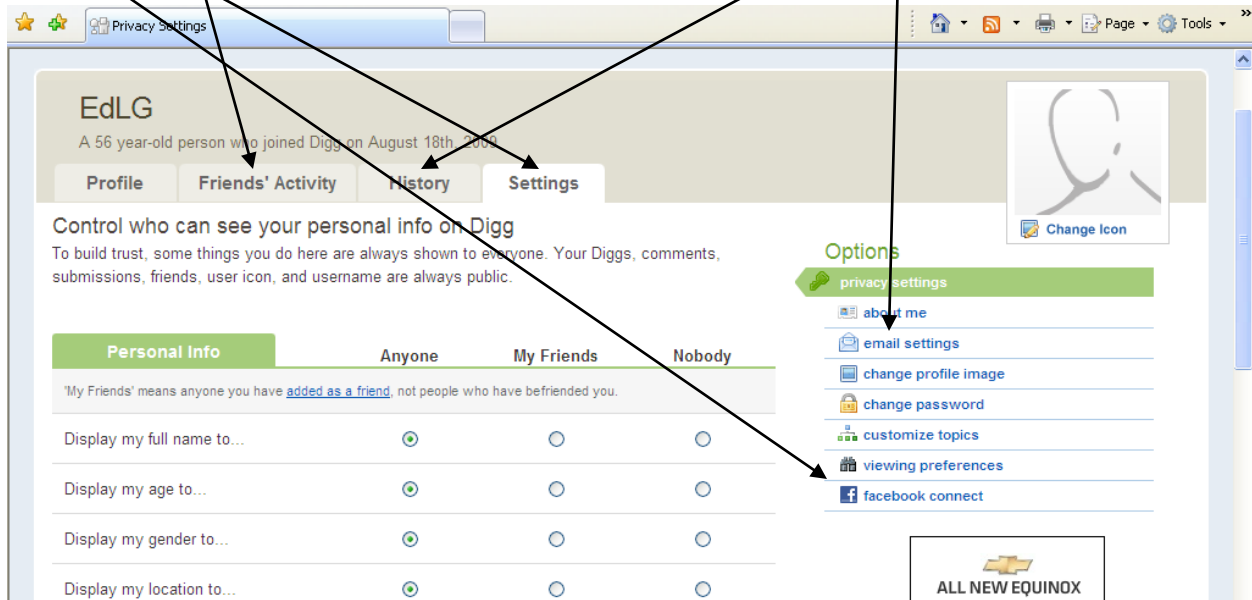 Privacy Settings
Page
Tools
»
EdLG
A 56 year-old person who joined Digg on August 18th, 2009
Profile
Friends' Activity
History
Settings
Change Icon
Control who can see your personal info on Digg
To build trust, some things you do here are always shown to everyone. Your Diggs, comments,
submissions, friends, user icon, and username are always public.
Options
privacy settings
about me
email settings
change profile image
change password
customize topics
viewing preferences
facebook connect
Personal Info
Anyone
My Friends
Nobody
'My Friends' means anyone you have added as a friend, not people who have befriended you.
Display my full name to...
Display my age to...
Display my gender to...
Display my location to...
ALL NEW EQUINOX